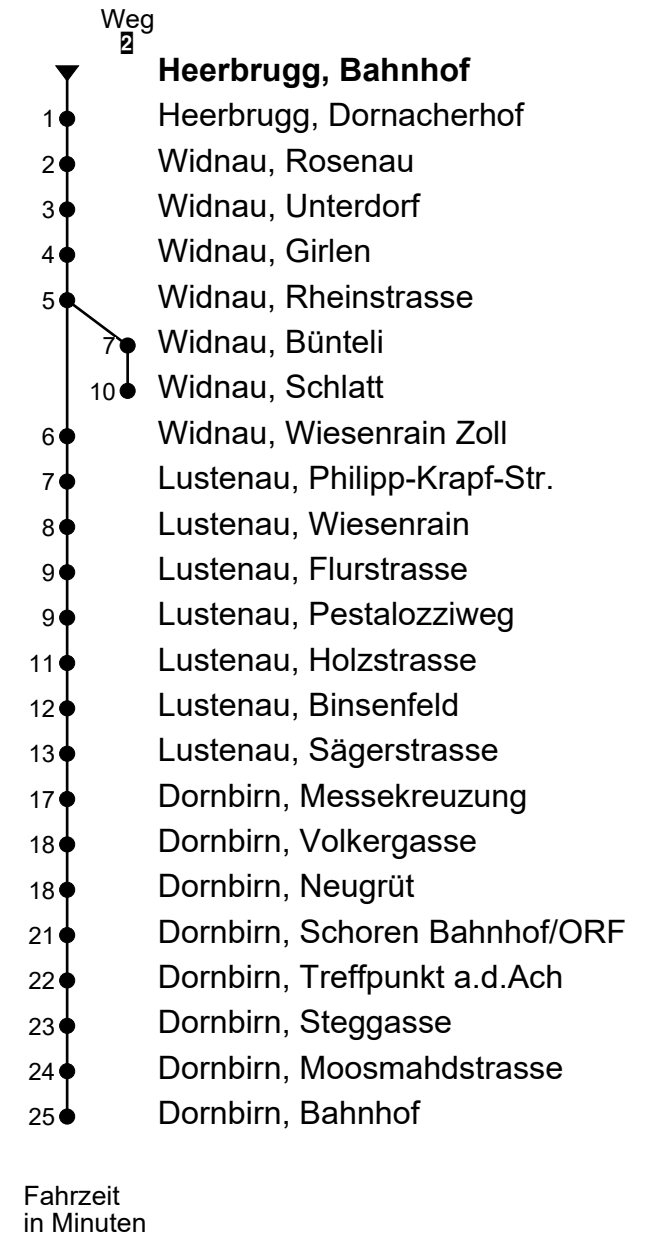 Weg
2
Heerbrugg, Bahnhof
1 Heerbrugg, Dornacherhof
2 Widnau, Rosenau
3 Widnau, Unterdorf
4 Widnau, Girlen
5 Widnau, Rheinstrasse
7 Widnau, Bünteli
10 Widnau, Schlatt
6 Widnau, Wiesenrain Zoll
7 Lustenau, Philipp-Krapf-Str.
8 Lustenau, Wiesenrain
9 Lustenau, Flurstrasse
9 Lustenau, Pestalozziweg
11 Lustenau, Holzstrasse
12 Lustenau, Binsenfeld
13 Lustenau, Sägerstrasse
17 Dornbirn, Messekreuzung
18 Dornbirn, Volkergasse
18 Dornbirn, Neugrüt
21 Dornbirn, Schoren Bahnhof/ORF
22 Dornbirn, Treffpunkt a.d.Ach
23 Dornbirn, Steggasse
24 Dornbirn, Moosmahdstrasse
25 Dornbirn, Bahnhof
Fahrzeit
in Minuten